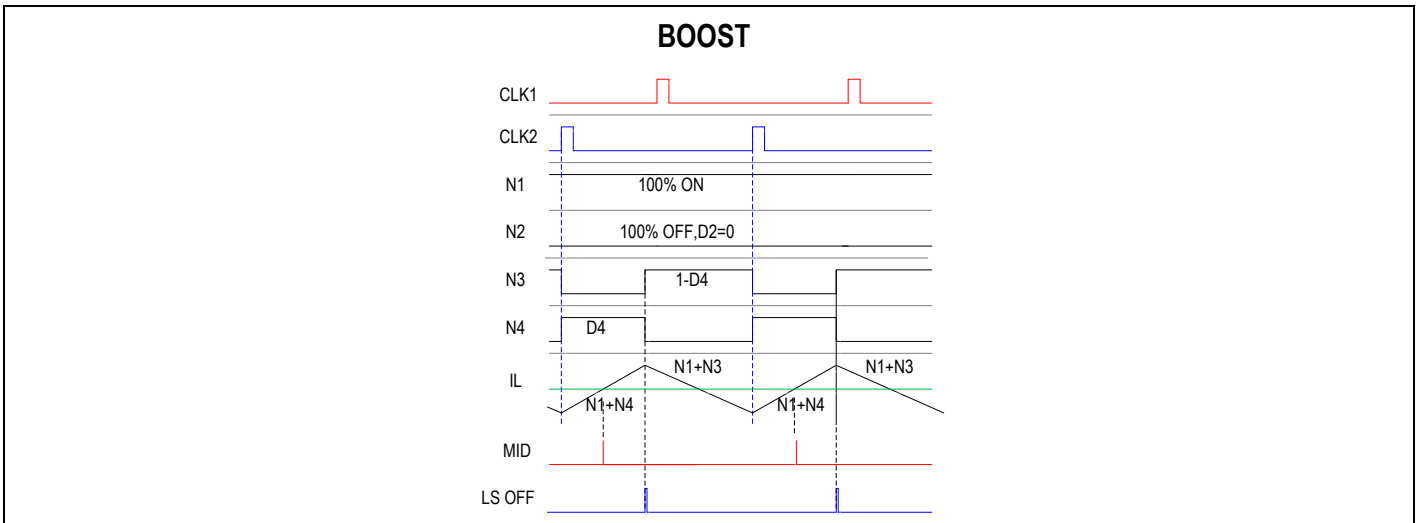 BOOST
CLK1
CLK2
N1 100% ON
N2 100% OFF,D2=0
N3 1-D4
N4 D4
N1+N3 N1+N3
IL
N1+N4 N1+N4
MID
LS OFF